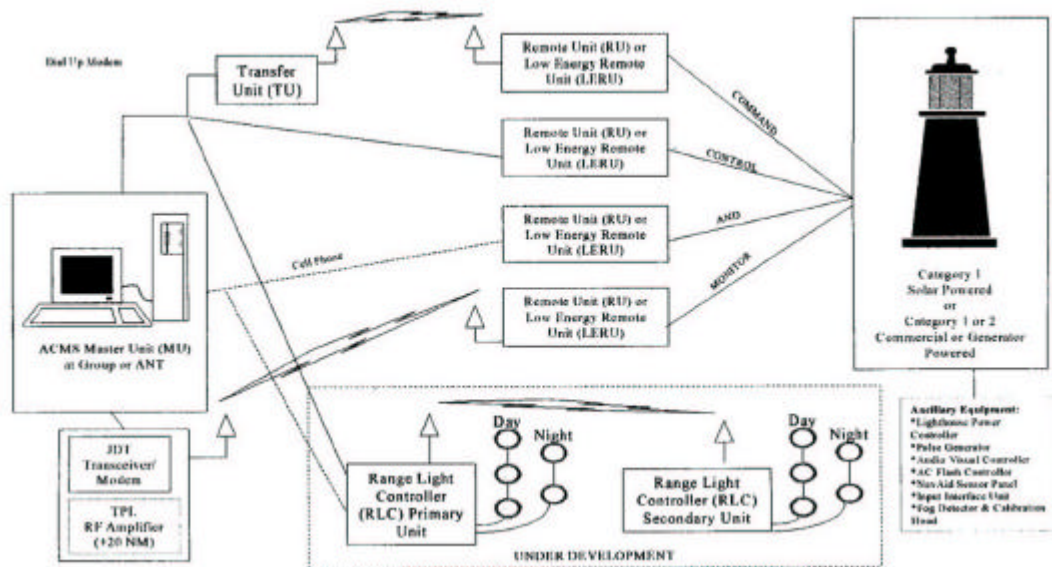 Dial Up Modem
Transfer
Unit (TU)
Remote Unit (RU) or
Low Energy Remote
Unit (LERU)
COMMAND
Remote Unit (RU) or
Low Energy Remote
Unit (LERU)
CONTROL
Remote Unit (RU) or
Low Energy Remote
Unit (LERU)
AND
Cell Phone
Remote Unit (RU) or
Low Energy Remote
Unit (LERU)
MONITOR
ACMS Master Unit (MU)
at Group or ANT
Category 1
Solar Powered
or
Category 1 or 2
Commercial or Generator
Powered
JDT
Transceiver/
Modem
TPL
RF Amplifier
(+20 NM)
Day
Night
Range Light
Controller
(RLC) Primary
Unit
Day
Night
Range Light
Controller (RLC)
Secondary Unit
UNDER DEVELOPMENT
Auxiliary Equipment:
*Lighthouse Power
Controller
*Pulse Generator
*Audio Visual Controller
*AC Flash Controller
*NavAid Sensor Panel
*Input Interface Unit
*Fog Detector & Calibration
Head